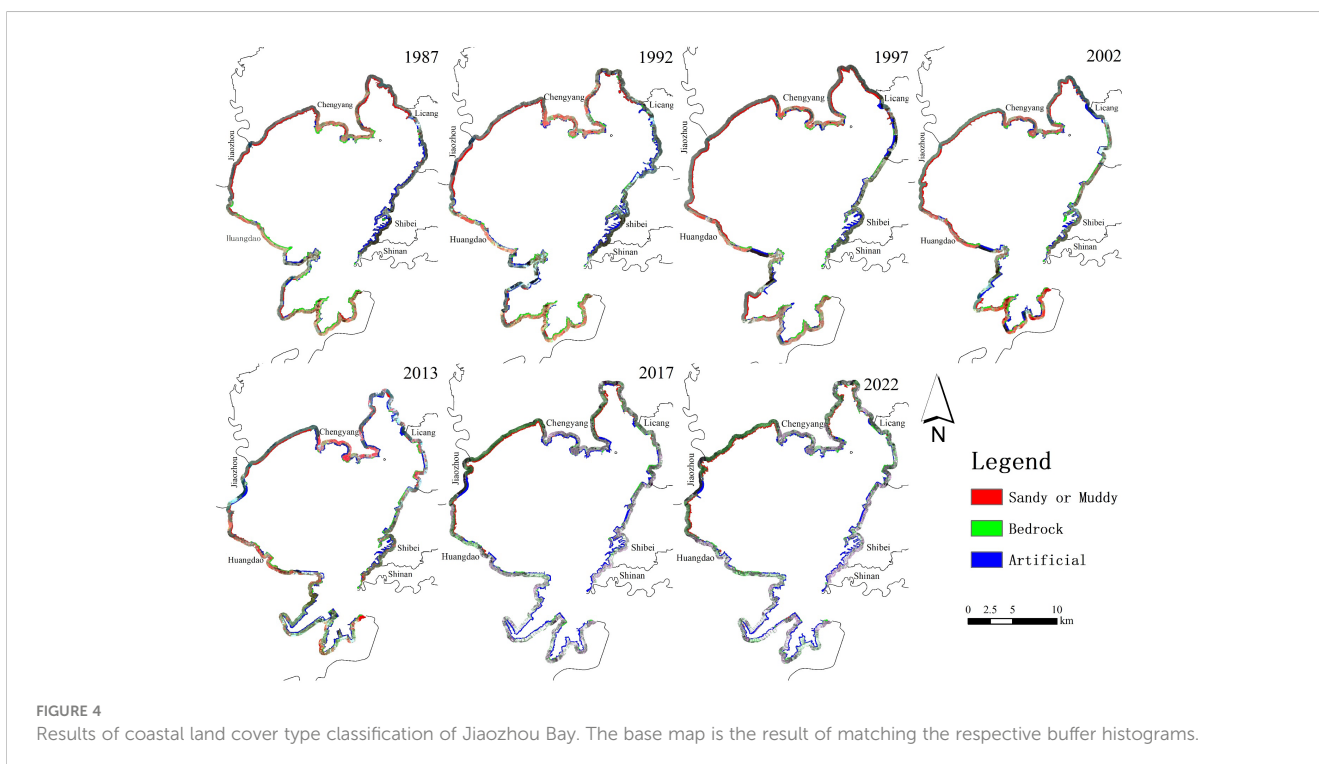 1987
Chengyang
Licang
Jiaozhou
Huangdao
Shibei
Shinan
1992
Chengyang
Licang
Jiaozhou
Huangdao
shibei
Shinan
1997
Chengyang
Licang
Jiaozhou
Huangdao
Shibei
Shinan
2002
Chengyang
Licang
Jiaozhou
Huangdao
Shibei
Shinan
2013
Chengyang
Licang
Jiaozhou
Huangdao
Shibei
Shinan
2017
Chengyang
Licang
Jiaozhou
Huangdao
Shibei
Shinan
2022
Chengyang
Licang
Jiaozhou
Huangdao
Shibei
Shinan
N
Legend
Sandy or Muddy
Bedrock
Artificial
0 2.5 5 10
km
FIGURE 4
Results of coastal land cover type classification of Jiaozhou Bay. The base map is the result of matching the respective buffer histograms.